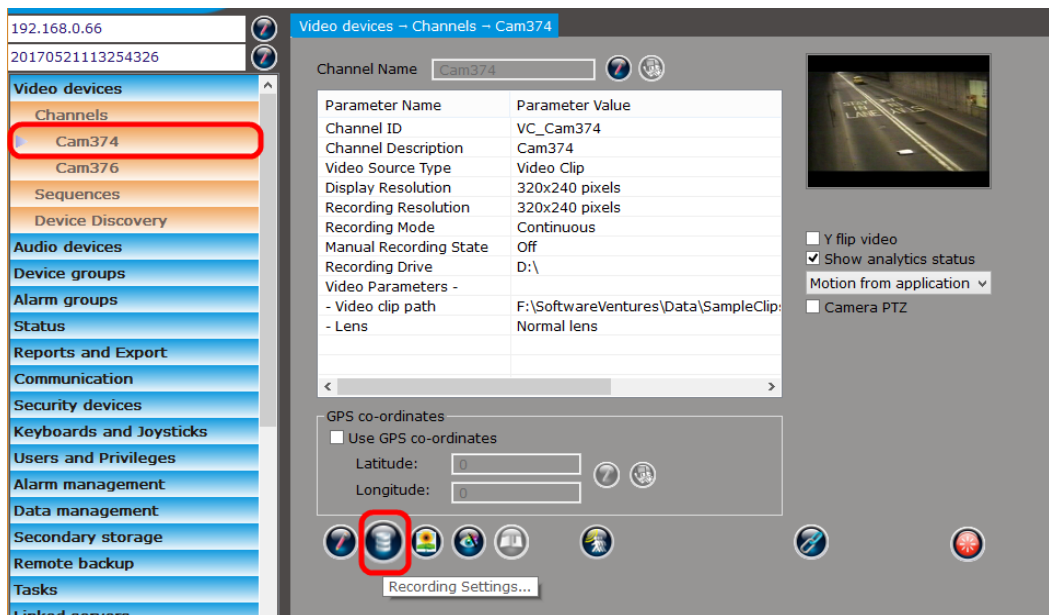 192.168.0.66
20170521113254326
Video devices
Channels
Cam374
Cam376
Sequences
Device Discovery
Audio devices
Device groups
Alarm groups
Status
Reports and Export
Communication
Security devices
Keyboards and Joysticks
Users and Privileges
Alarm management
Data management
Secondary storage
Remote backup
Tasks
Linked servers
Video devices → Channels → Cam374
Channel Name Cam374
Parameter Name Parameter Value
Channel ID VC_Cam374
Channel Description Cam374
Video Source Type Video Clip
Display Resolution 320x240 pixels
Recording Resolution 320x240 pixels
Recording Mode Continuous
Manual Recording State Off
Recording Drive D:\
Video Parameters -
- Video clip path F:\SoftwareVentures\Data\SampleClip
- Lens Normal lens
GPS co-ordinates
Use GPS co-ordinates
Latitude: 0
Longitude: 0
Recording Settings...
Y flip video
Show analytics status
Motion from application
Camera PTZ